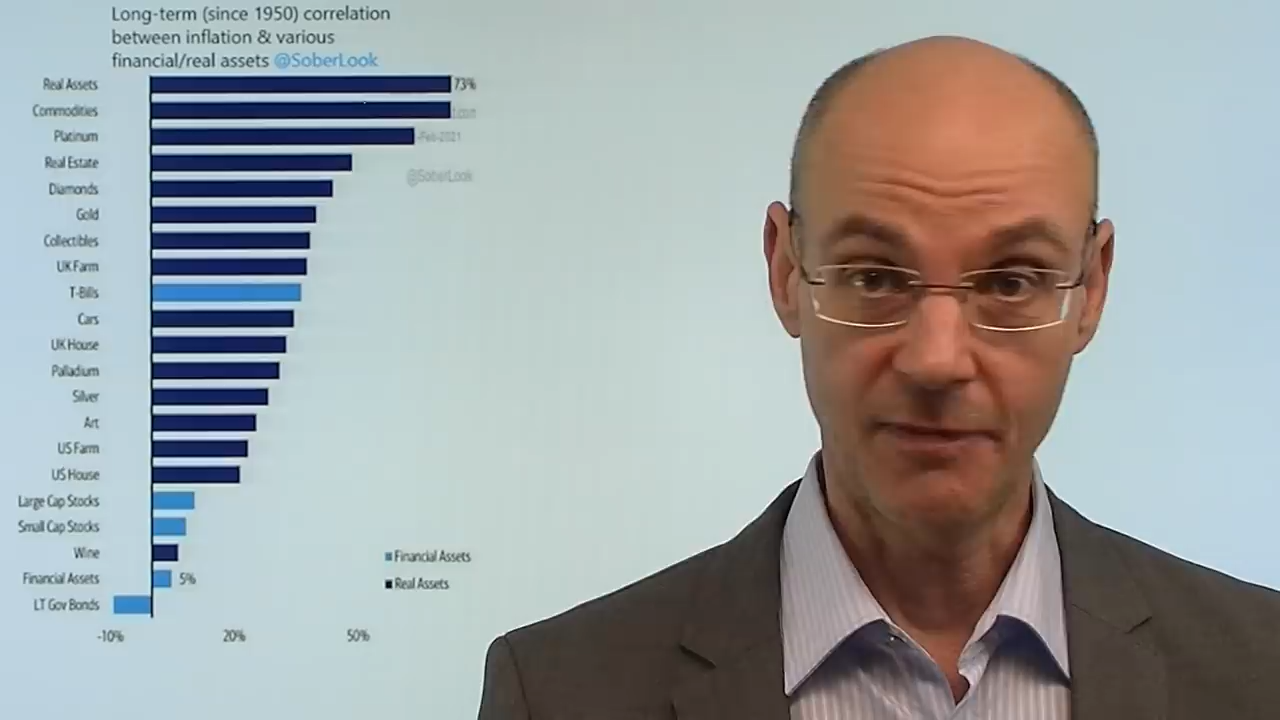 Long-term (since 1950) correlation
between inflation & various
financial/real assets @SoberLook
Real Assets
73%
Commodities
Platinum
-Feb-2021
Real Estate
@SoberLook
Diamonds
Gold
Collectibles
UK Farm
T-Bills
Cars
UK House
Palladium
Silver
Art
US Farm
US House
Large Cap Stocks
Small Cap Stocks
Wine
Financial Assets
Financial Assets
5%
Real Assets
LT Gov Bonds
-10%
20%
50%